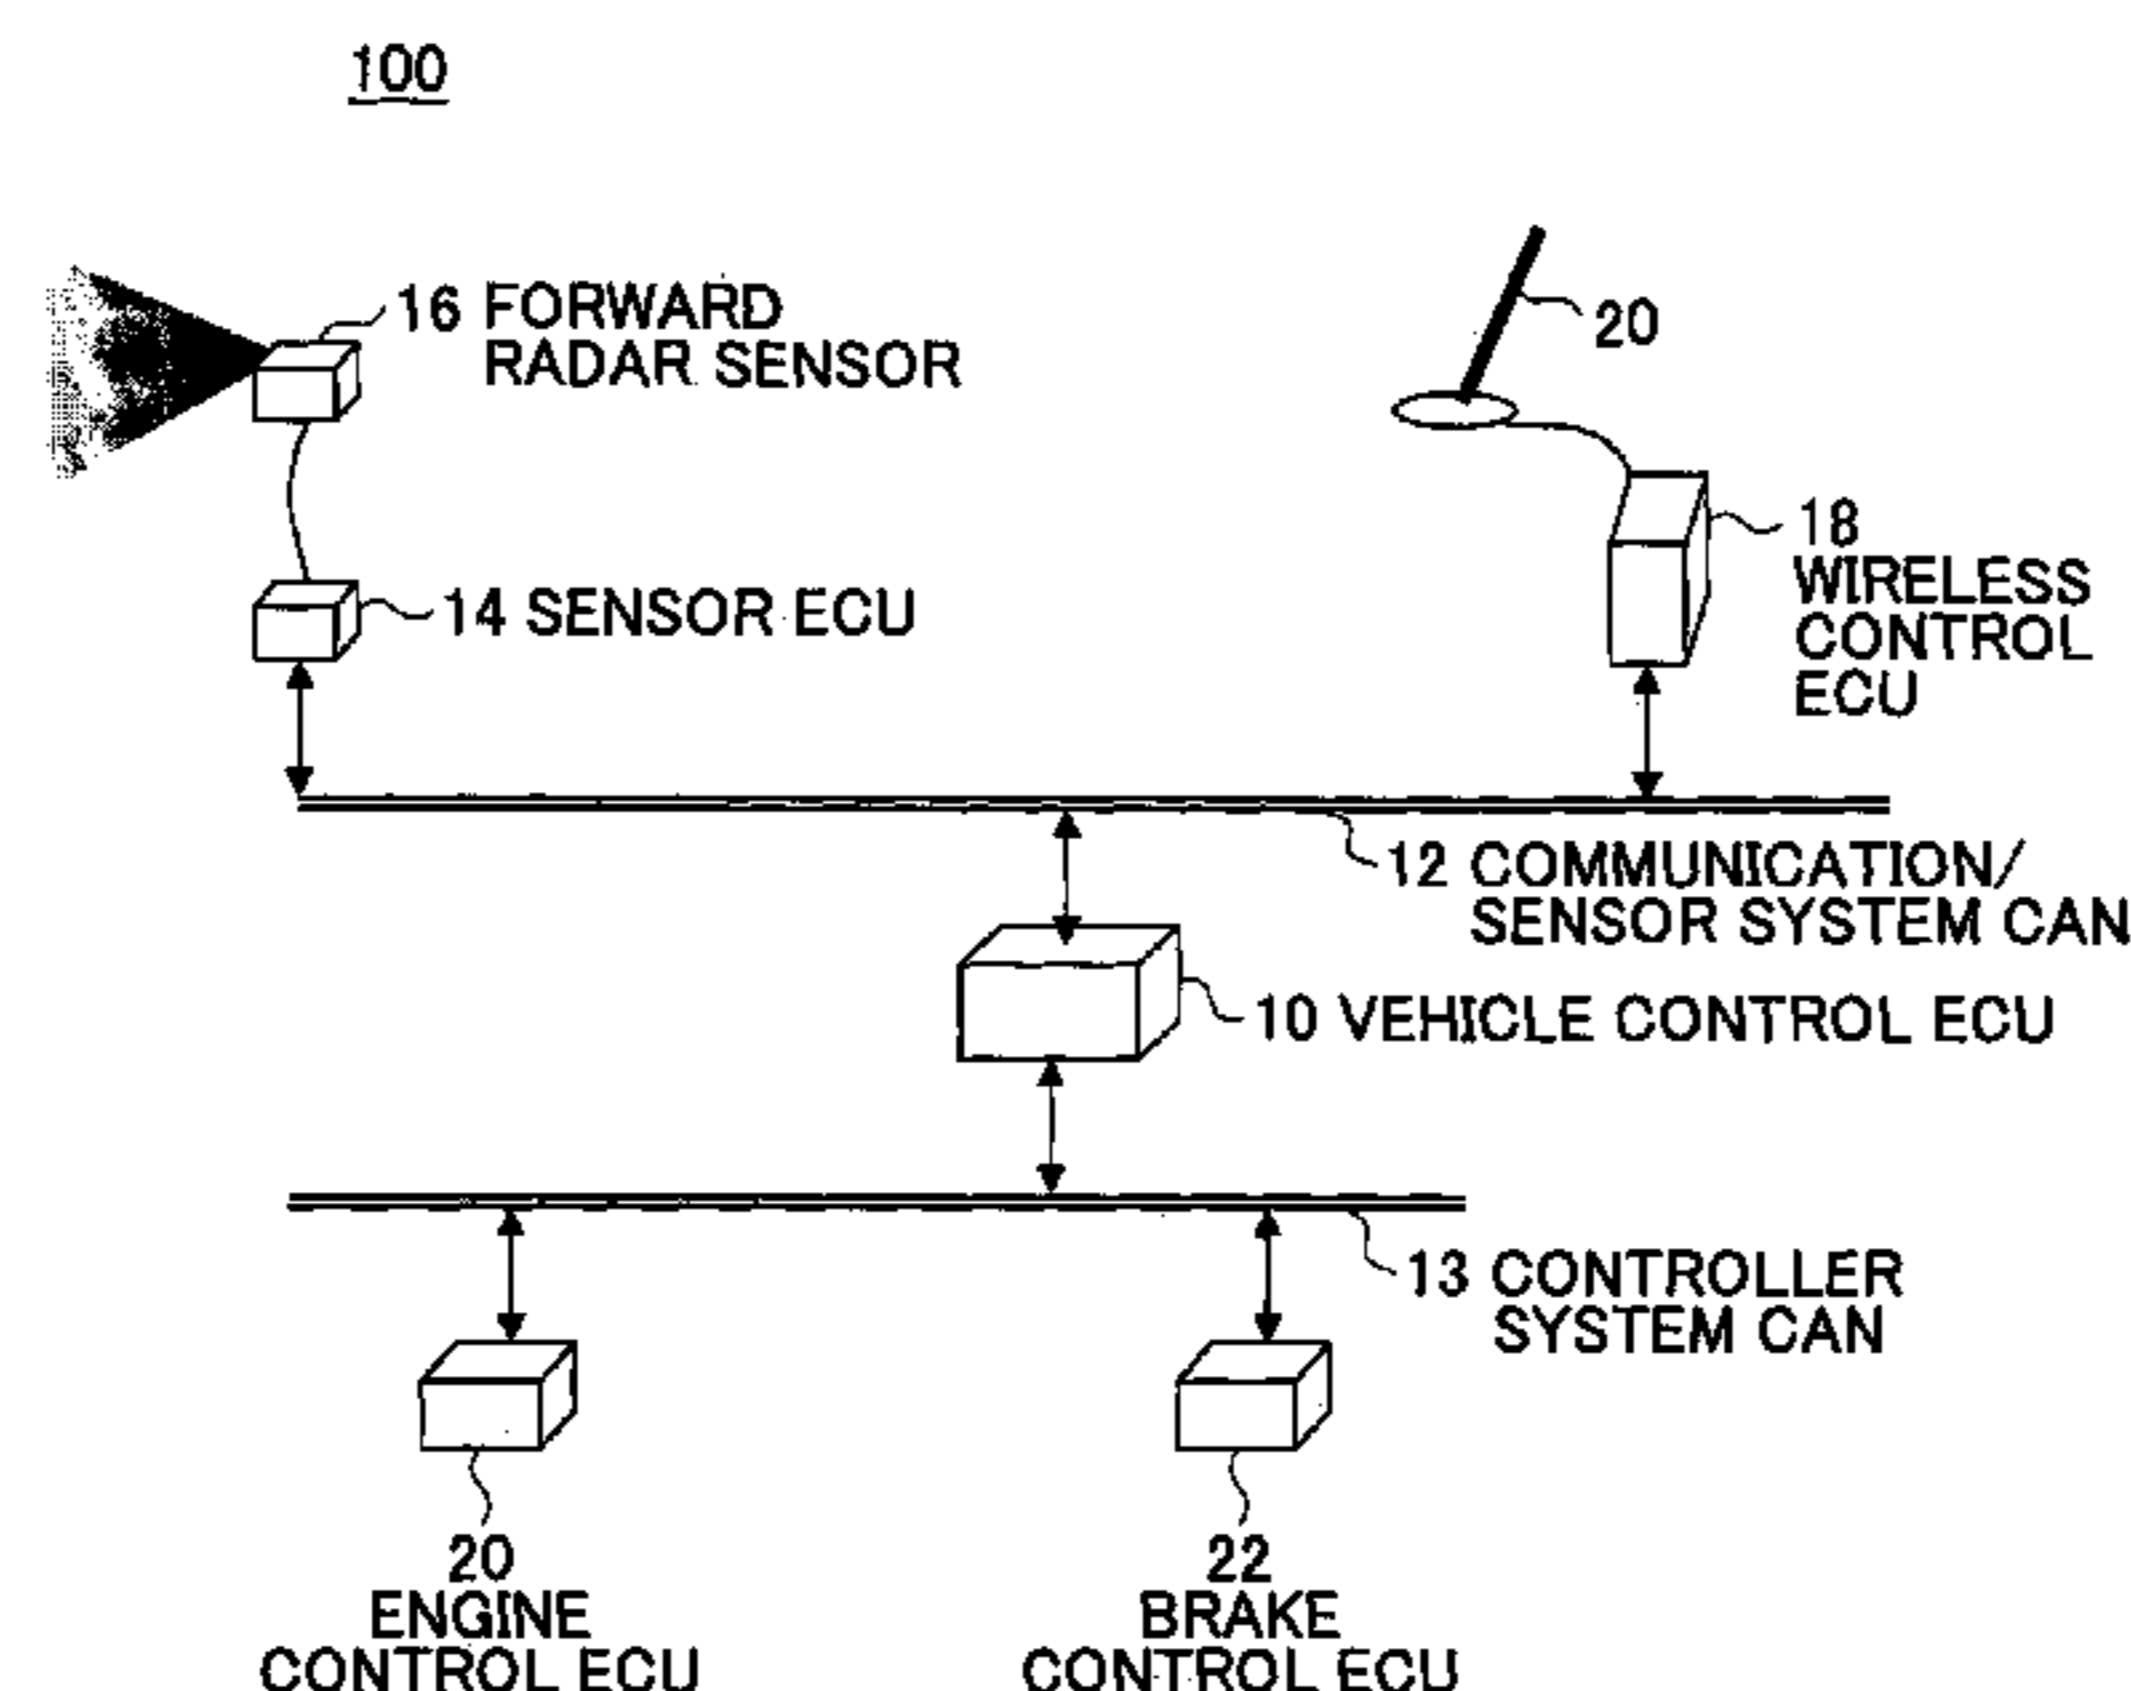 100
16 FORWARD
RADAR SENSOR
20
14 SENSOR ECU
18
WIRELESS
CONTROL
ECU
12 COMMUNICATION/
SENSOR SYSTEM CAN
10 VEHICLE CONTROL ECU
13 CONTROLLER
SYSTEM CAN
20
ENGINE
CONTROL ECU
22
BRAKE
CONTROL ECU